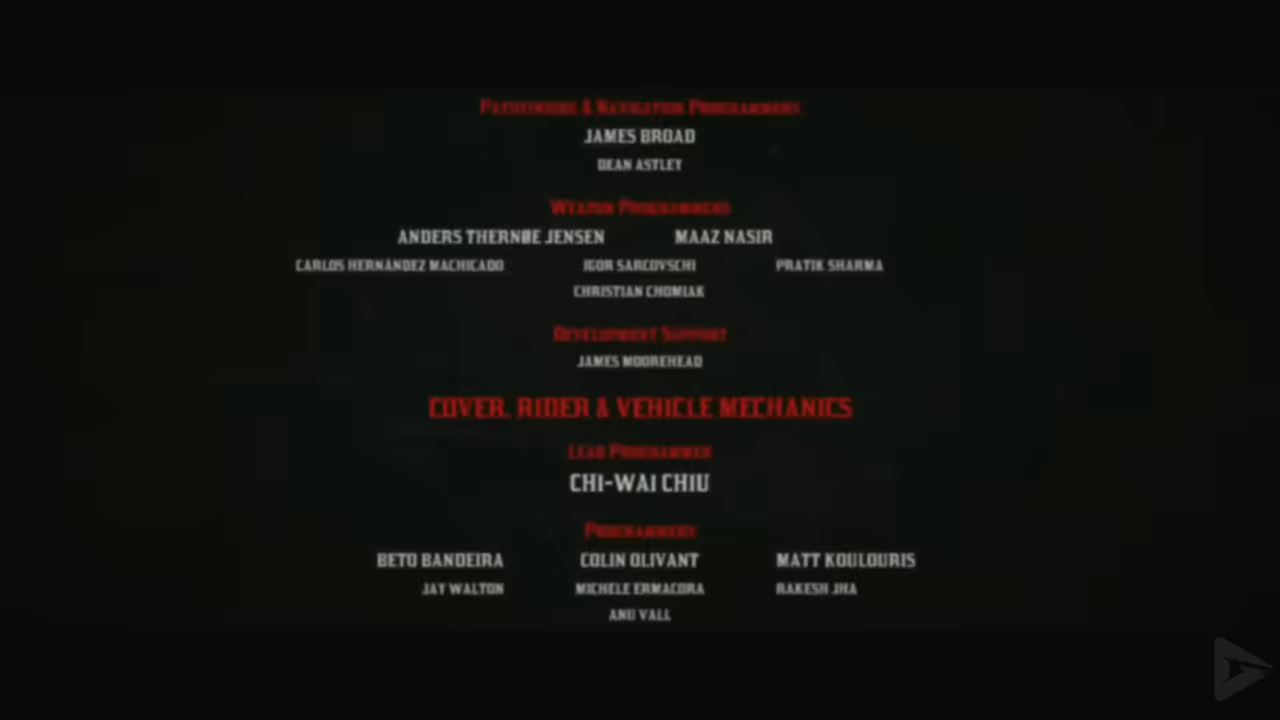 PATHFINDING & NAVIGATION PROGRAMMERS
JAMES BROAD
DEAN ASTLEY
WEAPON PROGRAMMERS
ANDERS THERNØE JENSEN MAAZ NASIR
CARLOS HERNANDEZ MACHICADO IGOR SARCOVSCHI PRATIK SHARMA
CHRISTIAN CHOMIAK
DEVELOPMENT SUPPORT
JAMES MOOREHEAD
COVER, RIDER & VEHICLE MECHANICS
LEAD PROGRAMMER
CHI-WAI CHIU
PROGRAMMERS
BETO BANDEIRA COLIN OLIVANT MATT KOULOURIS
JAY WALTON MICHELE ERMACORA RAKESH JHA
VALL